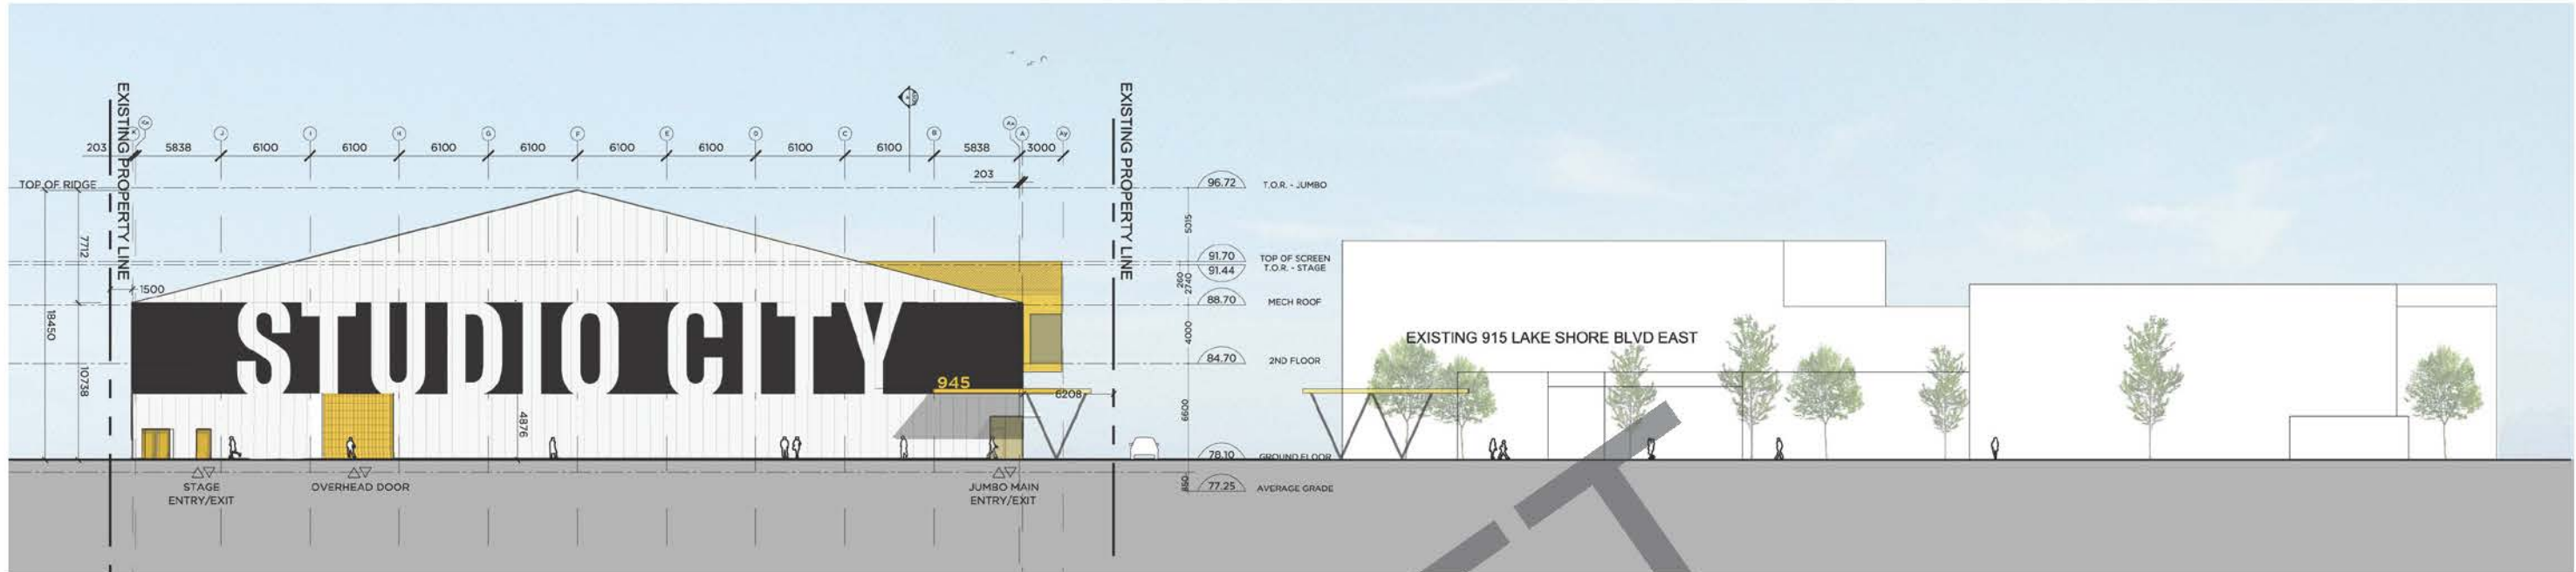 EXISTING PROPERTY LINE
EXISTING PROPERTY LINE
J I H G F E D C B A Ay
203 5838 6100 6100 6100 6100 6100 6100 6100 6100 5838 3000
203
TOP OF RIDGE
96.72 T.O.R. - JUMBO
5015
7712
91.70 TOP OF SCREEN
91.44 T.O.R. - STAGE
260
2740
1500
88.70 MECH ROOF
18450
4000
STUDIO CITY
EXISTING 915 LAKE SHORE BLVD EAST
84.70 2ND FLOOR
10738
945
6208
6600
4876
78.10 GROUND FLOOR
850
77.25 AVERAGE GRADE
STAGE
ENTRY/EXIT
OVERHEAD DOOR
JUMBO MAIN
ENTRY/EXIT